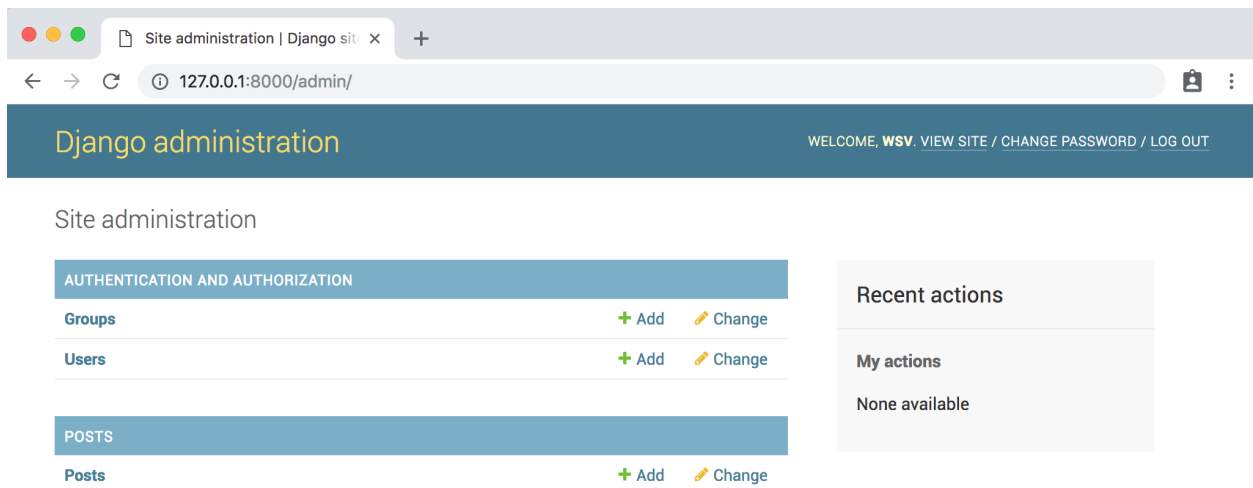 Site administration | Django sit
127.0.0.1:8000/admin/
Django administration
WELCOME, WSV. VIEW SITE / CHANGE PASSWORD / LOG OUT
Site administration
AUTHENTICATION AND AUTHORIZATION
Groups Add Change
Users Add Change
POSTS
Posts Add Change
Recent actions
My actions
None available